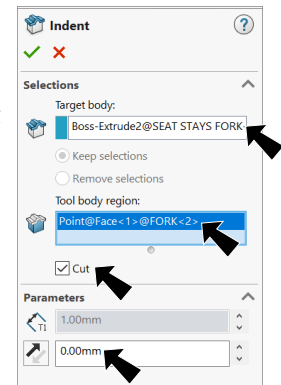 Indent
?
Selections
Target body:
Boss-Extrude2@SEAT STAYS FORK
Keep selections
Remove selections
Tool body region:
Point@Face<1>@FORK<2>
Cut
Parameters
T1
1.00mm
0.00mm